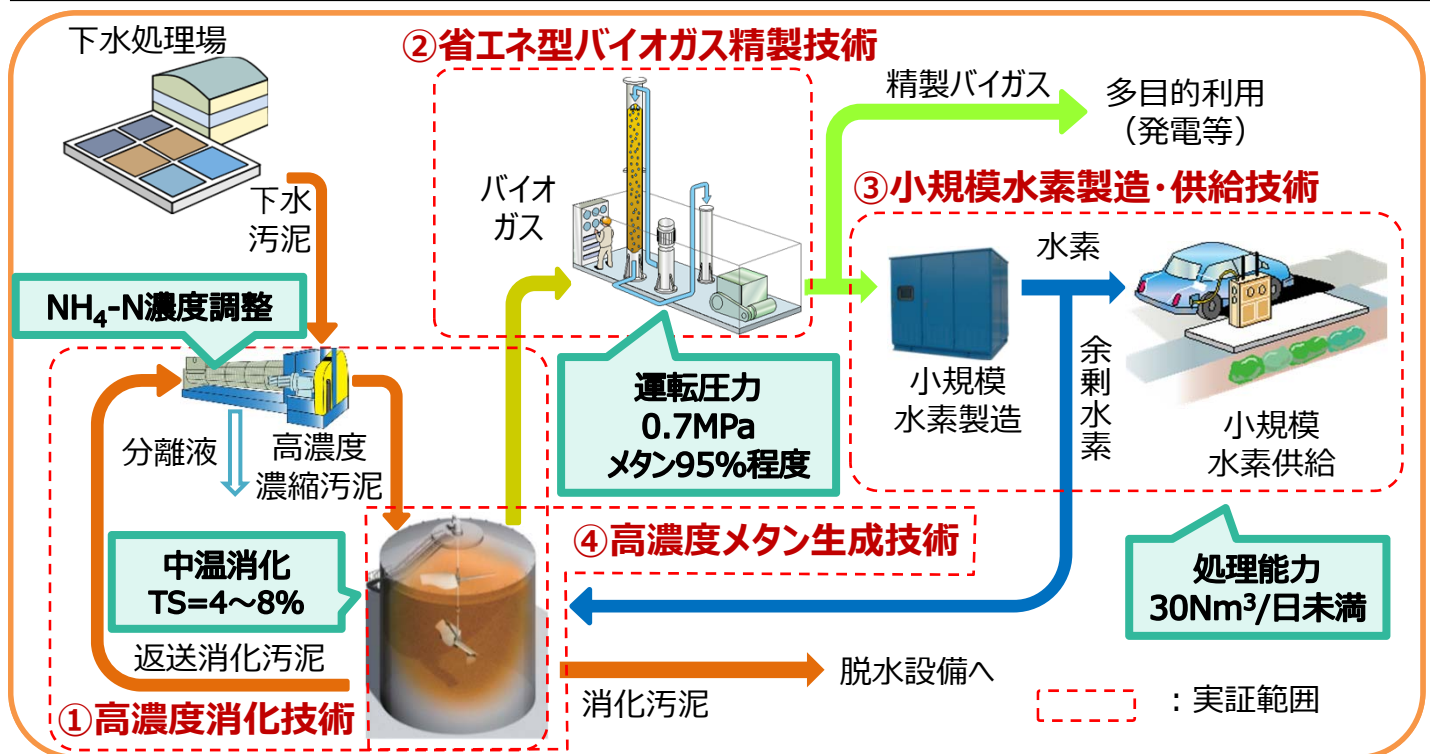 下水処理場
②省エネ型バイオガス精製技術
精製バイガス
多目的利用
（発電等）
バイオ
ガス
③小規模水素製造・供給技術
下水
汚泥
水素
NH₄-N濃度調整
余剰水素
運転圧力
0.7MPa
メタン95%程度
小規模
水素製造
小規模
水素供給
分離液
高濃度
濃縮汚泥
④高濃度メタン生成技術
中温消化
TS=4～8%
処理能力
30Nm³/日未満
返送消化汚泥
脱水設備へ
消化汚泥
①高濃度消化技術
：実証範囲